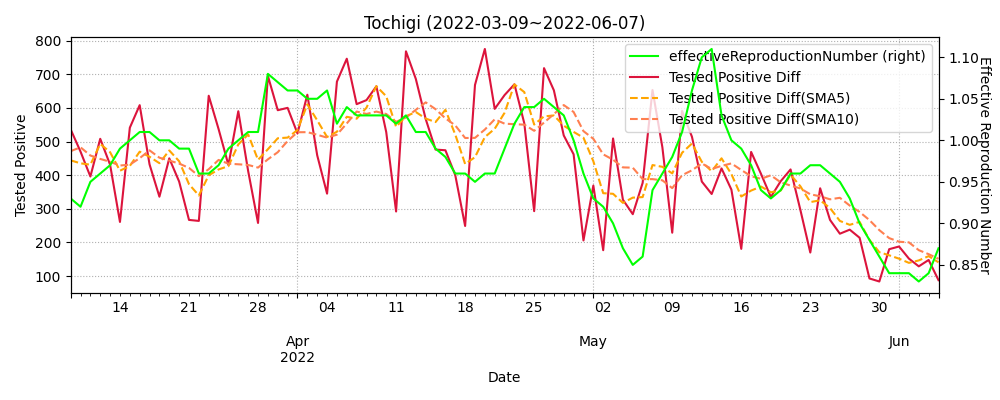 Tochigi (2022-03-09~2022-06-07)
effectiveReproductionNumber (right)
Tested Positive Diff
Tested Positive Diff(SMA5)
Tested Positive Diff(SMA10)
Tested Positive
800
700
600
500
400
300
200
100
1.10
1.05
1.00
0.95
0.90
0.85
Effective Reproduction Number
14 21 28 04 11 18 25 02 09 16 23 30
Apr May Jun
2022
Date